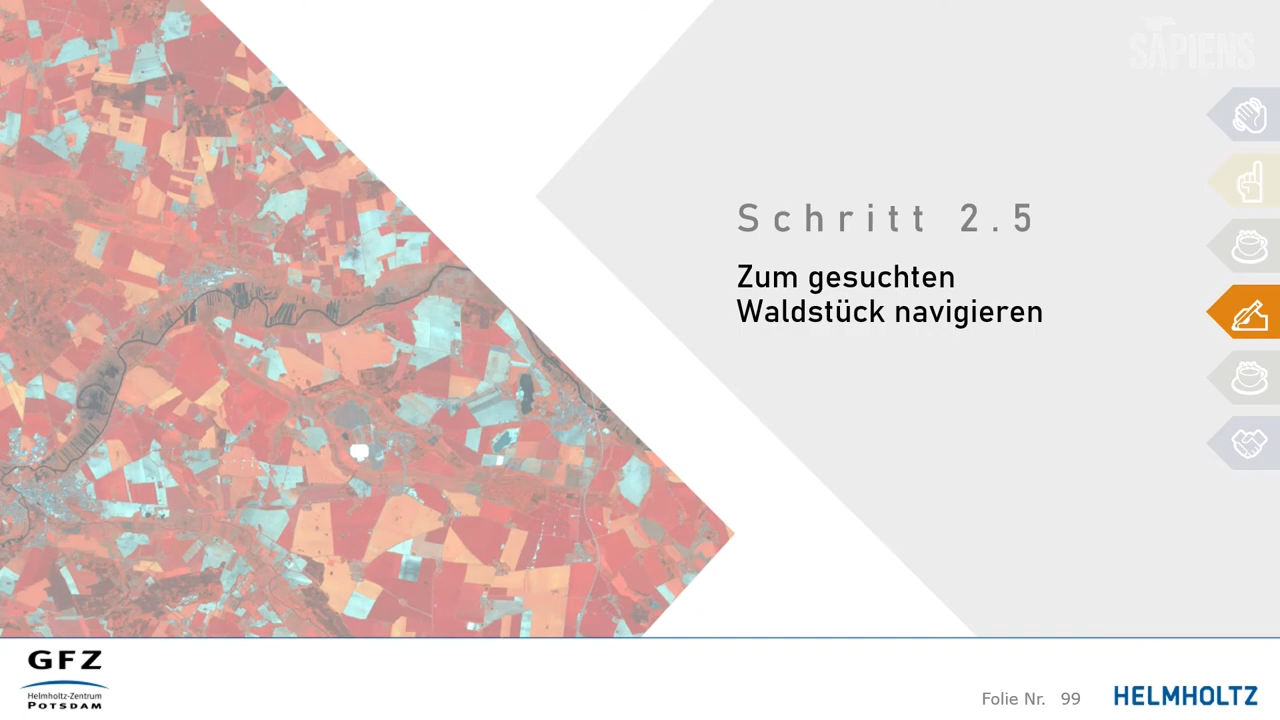 SAPIENS
Schritt 2.5
Zum gesuchten
Waldstück navigieren
GFZ
Helmholtz-Zentrum
POTSDAM
Folie Nr. 99
HELMHOLTZ